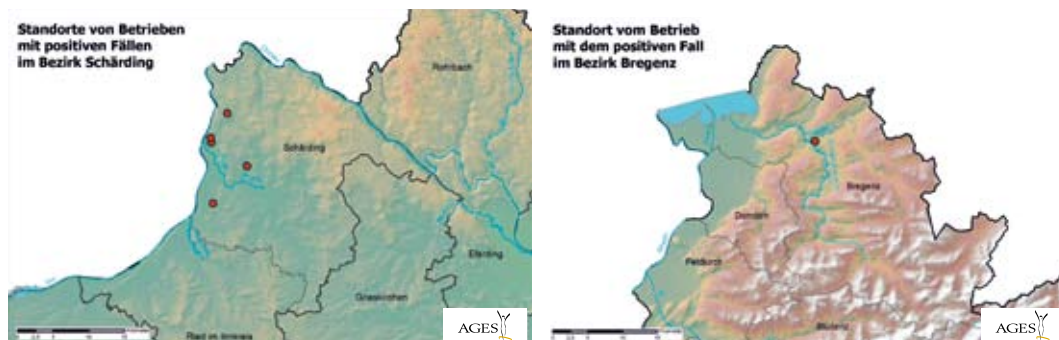 Standorte von Betrieben
mit positiven Fällen
im Bezirk Schärding
Rohrbach
Schärding
Eferding
Grieskirchen
Ried im Innkreis
AGES
Standort vom Betrieb
mit dem positiven Fall
im Bezirk Bregenz
Bregenz
Dornbirn
Feldkirch
Bludenz
AGES